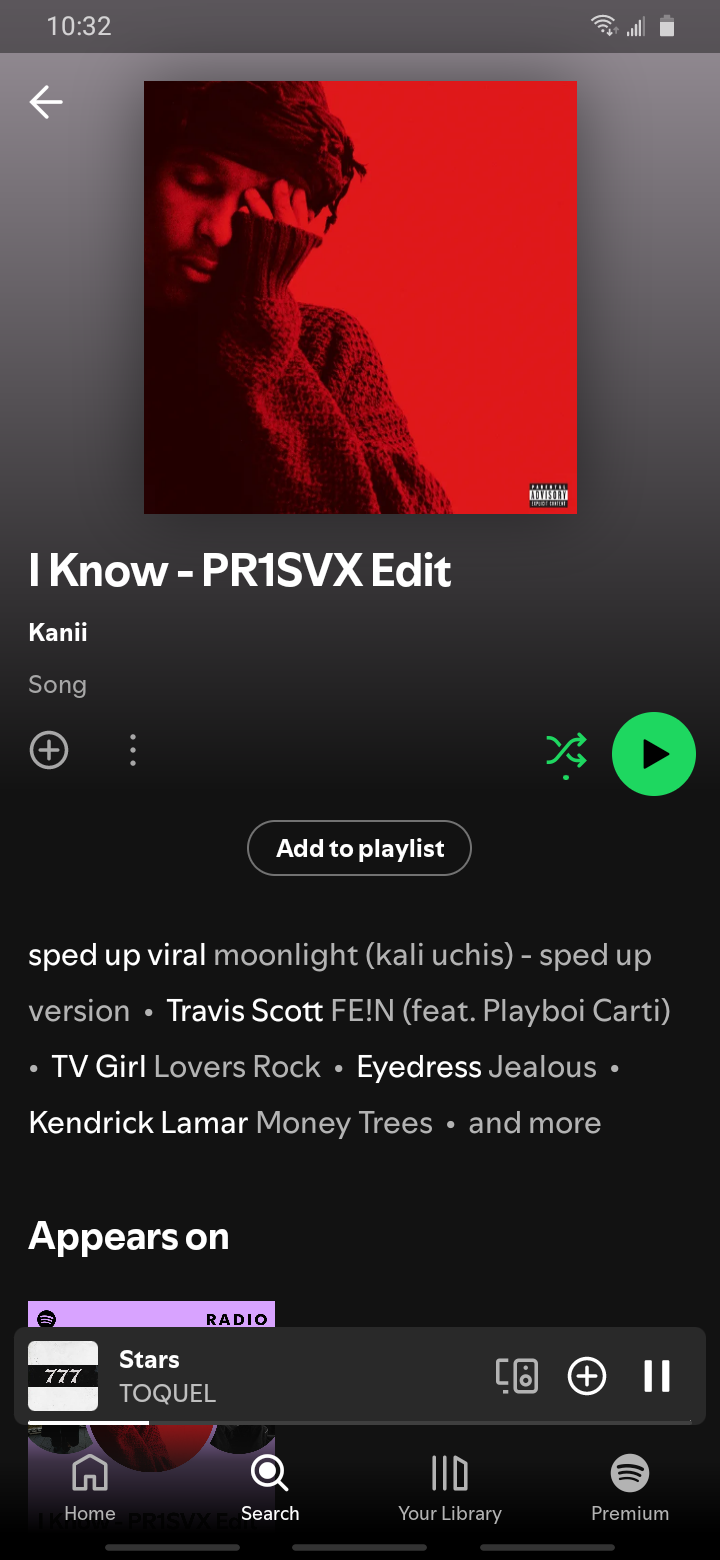 10:32
PARENTAL
ADVISORY
EXPLICIT CONTENT
I Know - PR1SVX Edit
Kanii
Song
Add to playlist
sped up viral moonlight (kali uchis) - sped up
version • Travis Scott FE!N (feat. Playboi Carti)
• TV Girl Lovers Rock • Eyedress Jealous •
Kendrick Lamar Money Trees • and more
Appears on
RADIO
777
Stars
TOQUEL
I Know - PR1SVX Edit
Home
Search
Your Library
Premium